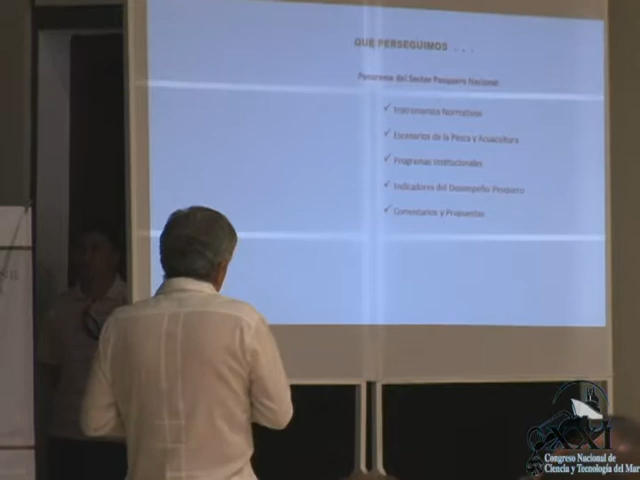 QUE PERSEGUIMOS . . .
Panorama del Sector Pesquero Nacional
✓ Instrumentos Normativos
✓ Escenarios de la Pesca y Acuacultura
✓ Programas Institucionales
✓ Indicadores del Desempeño Pesquero
✓ Comentarios y Propuestas
XXI
Congreso Nacional de
Ciencia y Tecnología del Mar